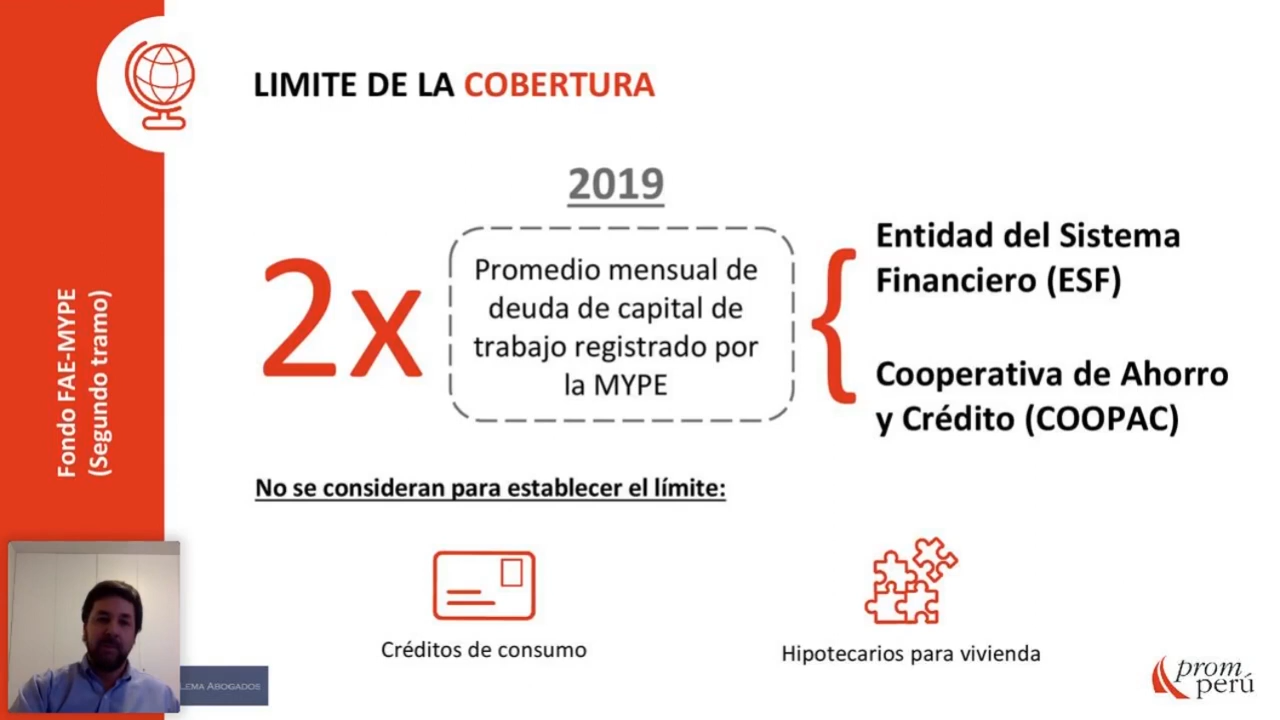 LIMITE DE LA COBERTURA
2019
2x
Promedio mensual de
deuda de capital de
trabajo registrado por
la MYPE
Entidad del Sistema
Financiero (ESF)
Cooperativa de Ahorro
y Crédito (COOPAC)
Fondo FAE-MYPE
(Segundo tramo)
No se consideran para establecer el límite:
Créditos de consumo
Hipotecarios para vivienda
LEMA ABOGADOS
prom
perú